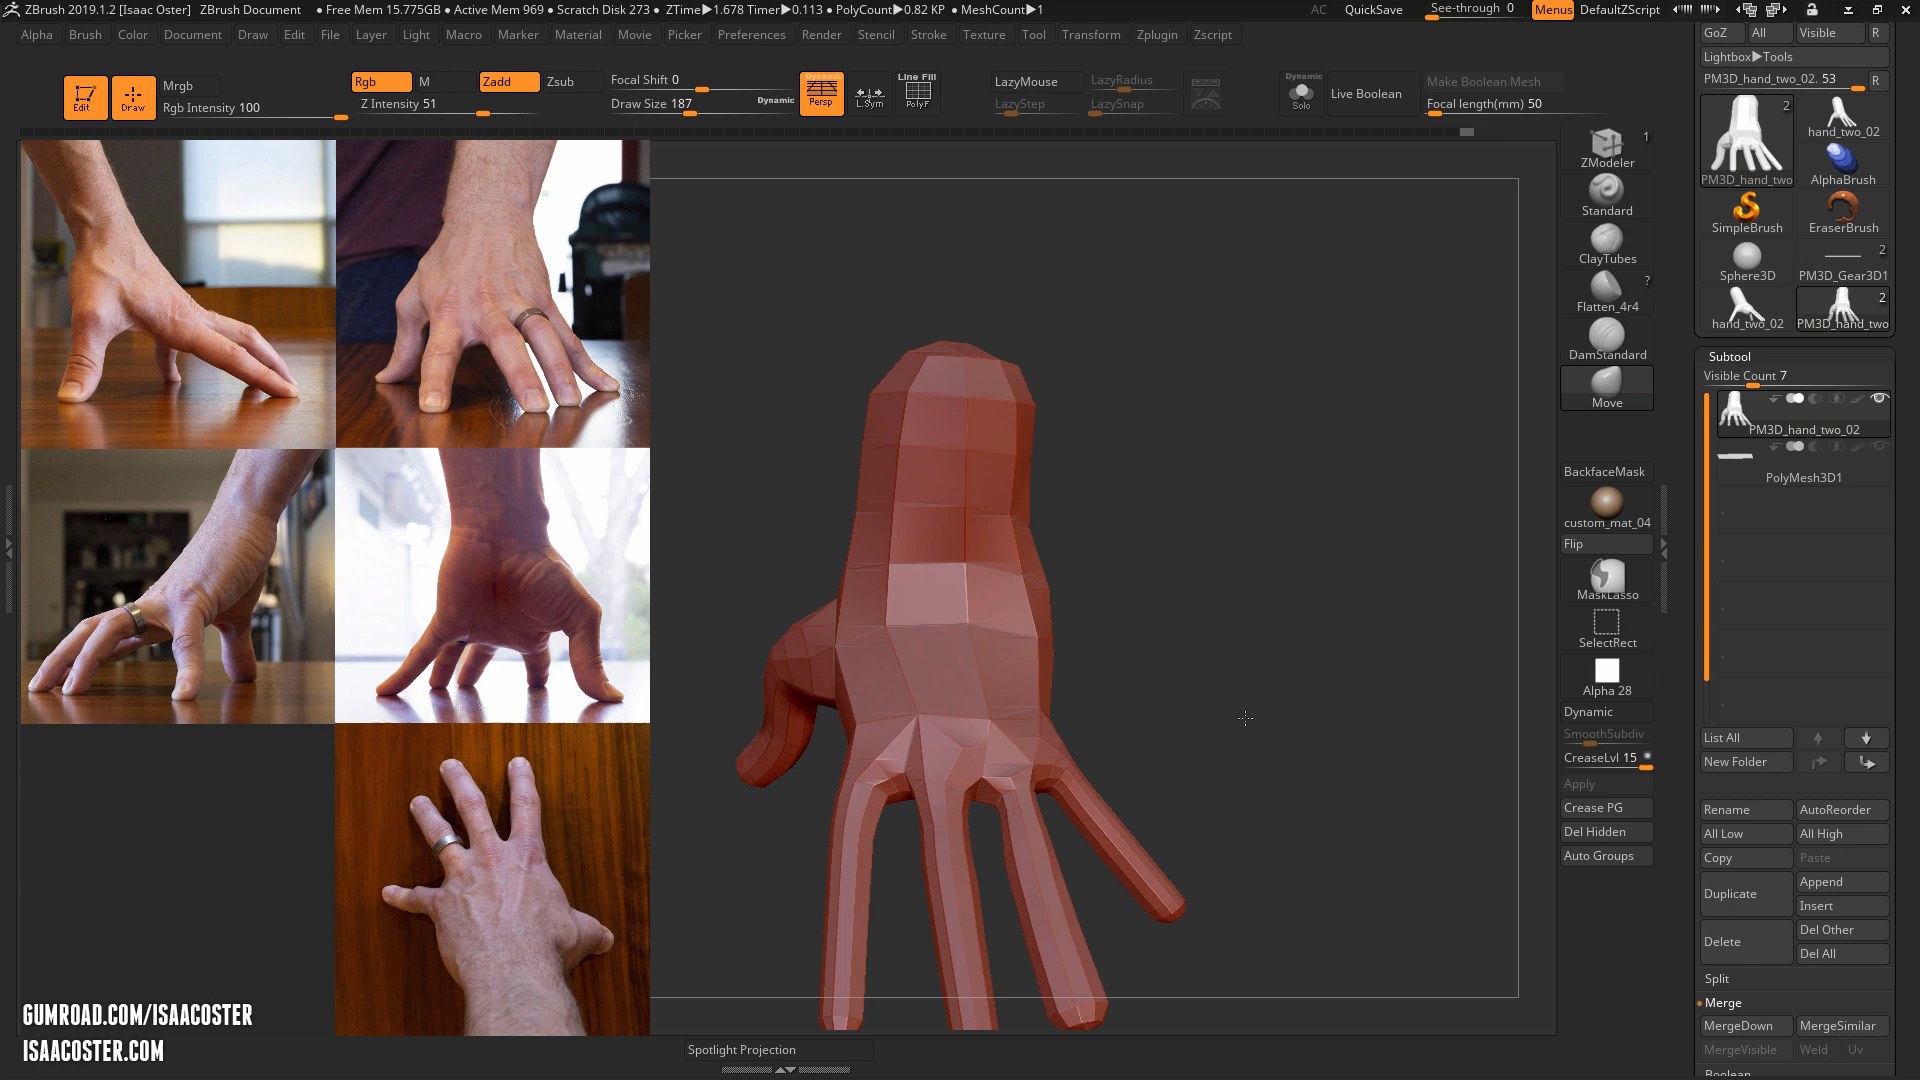 ZBrush 2019.1.2 [Isaac Oster] ZBrush Document • Free Mem 15.775GB • Active Mem 969 • Scratch Disk 273 • ZTime▶1.678 Timer▶0.113 • PolyCount▶0.82 KP • MeshCount▶1 AC QuickSave See-through 0 Menus DefaultZScript
Alpha Brush Color Document Draw Edit File Layer Light Macro Marker Material Movie Picker Preferences Render Stencil Stroke Texture Tool Transform Zplugin Zscript
Edit
Draw
Mrgb
Rgb Intensity 100
Rgb M Zadd Zsub
Z Intensity 51
Focal Shift 0
Draw Size 187
Dynamic
Dynamic
Persp
L.Sym
Line Fill
PolyF
LazyMouse LazyRadius
LazyStep LazySnap
Dynamic
Solo
Live Boolean
Make Boolean Mesh
Focal length(mm) 50
GUMROAD.COM/ISAACOSTER
ISAACOSTER.COM
Spotlight Projection
1
ZModeler
Standard
ClayTubes
?
Flatten_4r4
DamStandard
Move
BackfaceMask
custom_mat_04
Flip
MaskLasso
SelectRect
Alpha 28
Dynamic
SmoothSubdiv
CreaseLvl 15
Apply
Crease PG
Del Hidden
Auto Groups
GoZ All Visible R
Lightbox▶Tools
PM3D_hand_two_02. 53 R
2
PM3D_hand_two
hand_two_02
AlphaBrush
SimpleBrush
EraserBrush
Sphere3D
2
PM3D_Gear3D1
hand_two_02
2
PM3D_hand_two
Subtool
Visible Count 7
PM3D_hand_two_02
PolyMesh3D1
List All
New Folder
Rename AutoReorder
All Low All High
Copy Paste
Duplicate Append
Insert
Delete Del Other
Del All
Split
Merge
MergeDown MergeSimilar
MergeVisible Weld Uv
Boolean